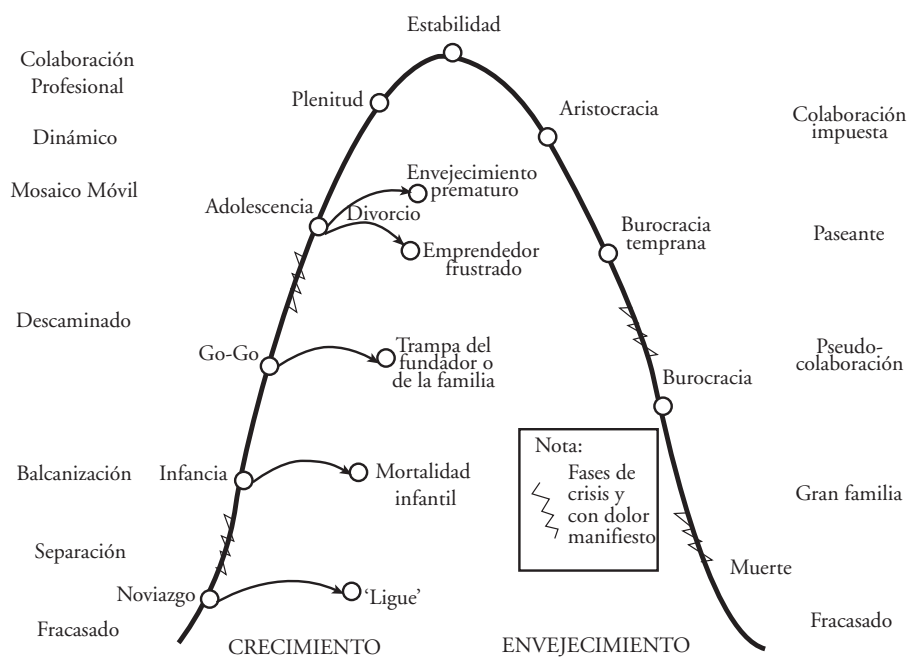 Estabilidad
Colaboración
Profesional
Plenitud
Aristocracia
Colaboración
impuesta
Dinámico
Mosaico Móvil
Envejecimiento
prematuro
Adolescencia
Divorcio
Burocracia
temprana
Paseante
Emprendedor
frustrado
Descaminado
Go-Go
Trampa del
fundador o
de la familia
Pseudo-
colaboración
Burocracia
Nota:
Fases de
crisis y
con dolor
manifiesto
Balcanización
Infancia
Mortalidad
infantil
Gran familia
Separación
Muerte
Noviazgo
‘Ligue’
Fracasado
Fracasado
CRECIMIENTO
ENVEJECIMIENTO